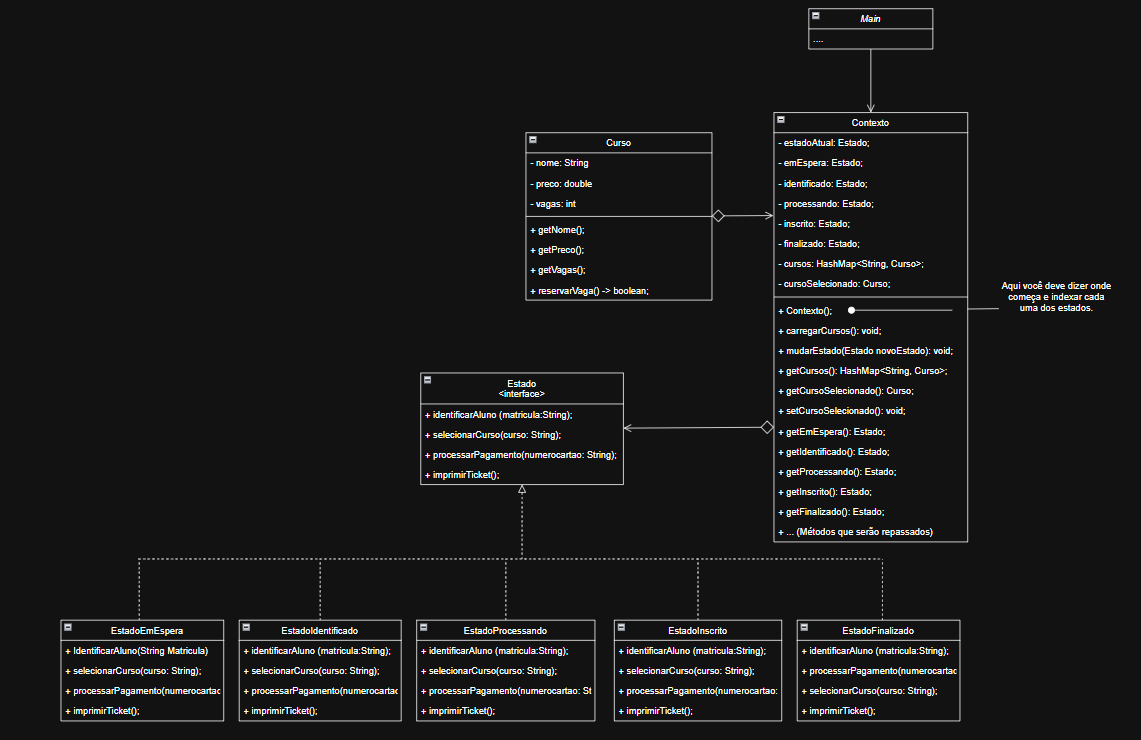 Main
....
Contexto
- estadoAtual: Estado;
- emEspera: Estado;
- identificado: Estado;
- processando: Estado;
- inscrito: Estado;
- finalizado: Estado;
- cursos: HashMap<String, Curso>;
- cursoSelecionado: Curso;
+ Contexto();
+ carregarCursos(): void;
+ mudarEstado(Estado novoEstado): void;
+ getCursos(): HashMap<String, Curso>;
+ getCursoSelecionado(): Curso;
+ setCursoSelecionado(): void;
+ getEmEspera(): Estado;
+ getIdentificado(): Estado;
+ getProcessando(): Estado;
+ getInscrito(): Estado;
+ getFinalizado(): Estado;
+ ... (Métodos que serão repassados)
Aqui você deve dizer onde
começa e indexar cada
uma dos estados.
Curso
- nome: String
- preco: double
- vagas: int
+ getNome();
+ getPreco();
+ getVagas();
+ reservarVaga() -> boolean;
Estado
<interface>
+ identificarAluno (matricula:String);
+ selecionarCurso(curso: String);
+ processarPagamento(numerocartao: String);
+ imprimirTicket();
EstadoEmEspera
+ IdentificarAluno(String Matricula)
+ selecionarCurso(curso: String);
+ processarPagamento(numerocartac
+ imprimirTicket();
EstadoIdentificado
+ identificarAluno (matricula:String);
+ selecionarCurso(curso: String);
+ processarPagamento(numerocartac
+ imprimirTicket();
EstadoProcessando
+ identificarAluno (matricula:String);
+ selecionarCurso(curso: String);
+ processarPagamento(numerocartao: St
+ imprimirTicket();
EstadoInscrito
+ identificarAluno (matricula:String);
+ selecionarCurso(curso: String);
+ processarPagamento(numerocartao:
+ imprimirTicket();
EstadoFinalizado
+ identificarAluno (matricula:String);
+ processarPagamento(numerocartao
+ selecionarCurso(curso: String);
+ imprimirTicket();